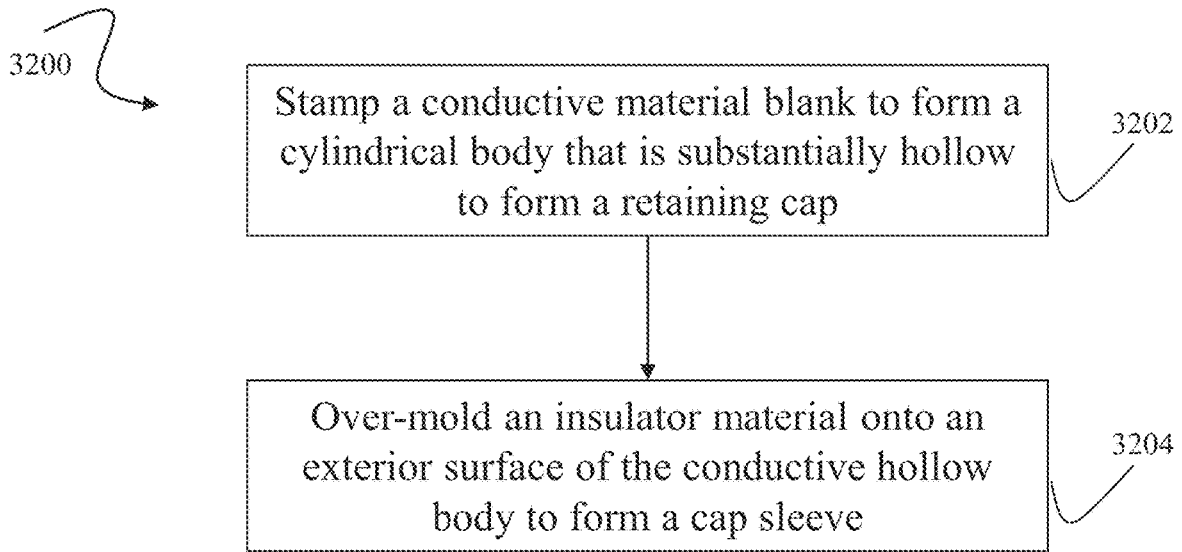 3200
Stamp a conductive material blank to form a
cylindrical body that is substantially hollow
to form a retaining cap
3202
Over-mold an insulator material onto an
exterior surface of the conductive hollow
body to form a cap sleeve
3204